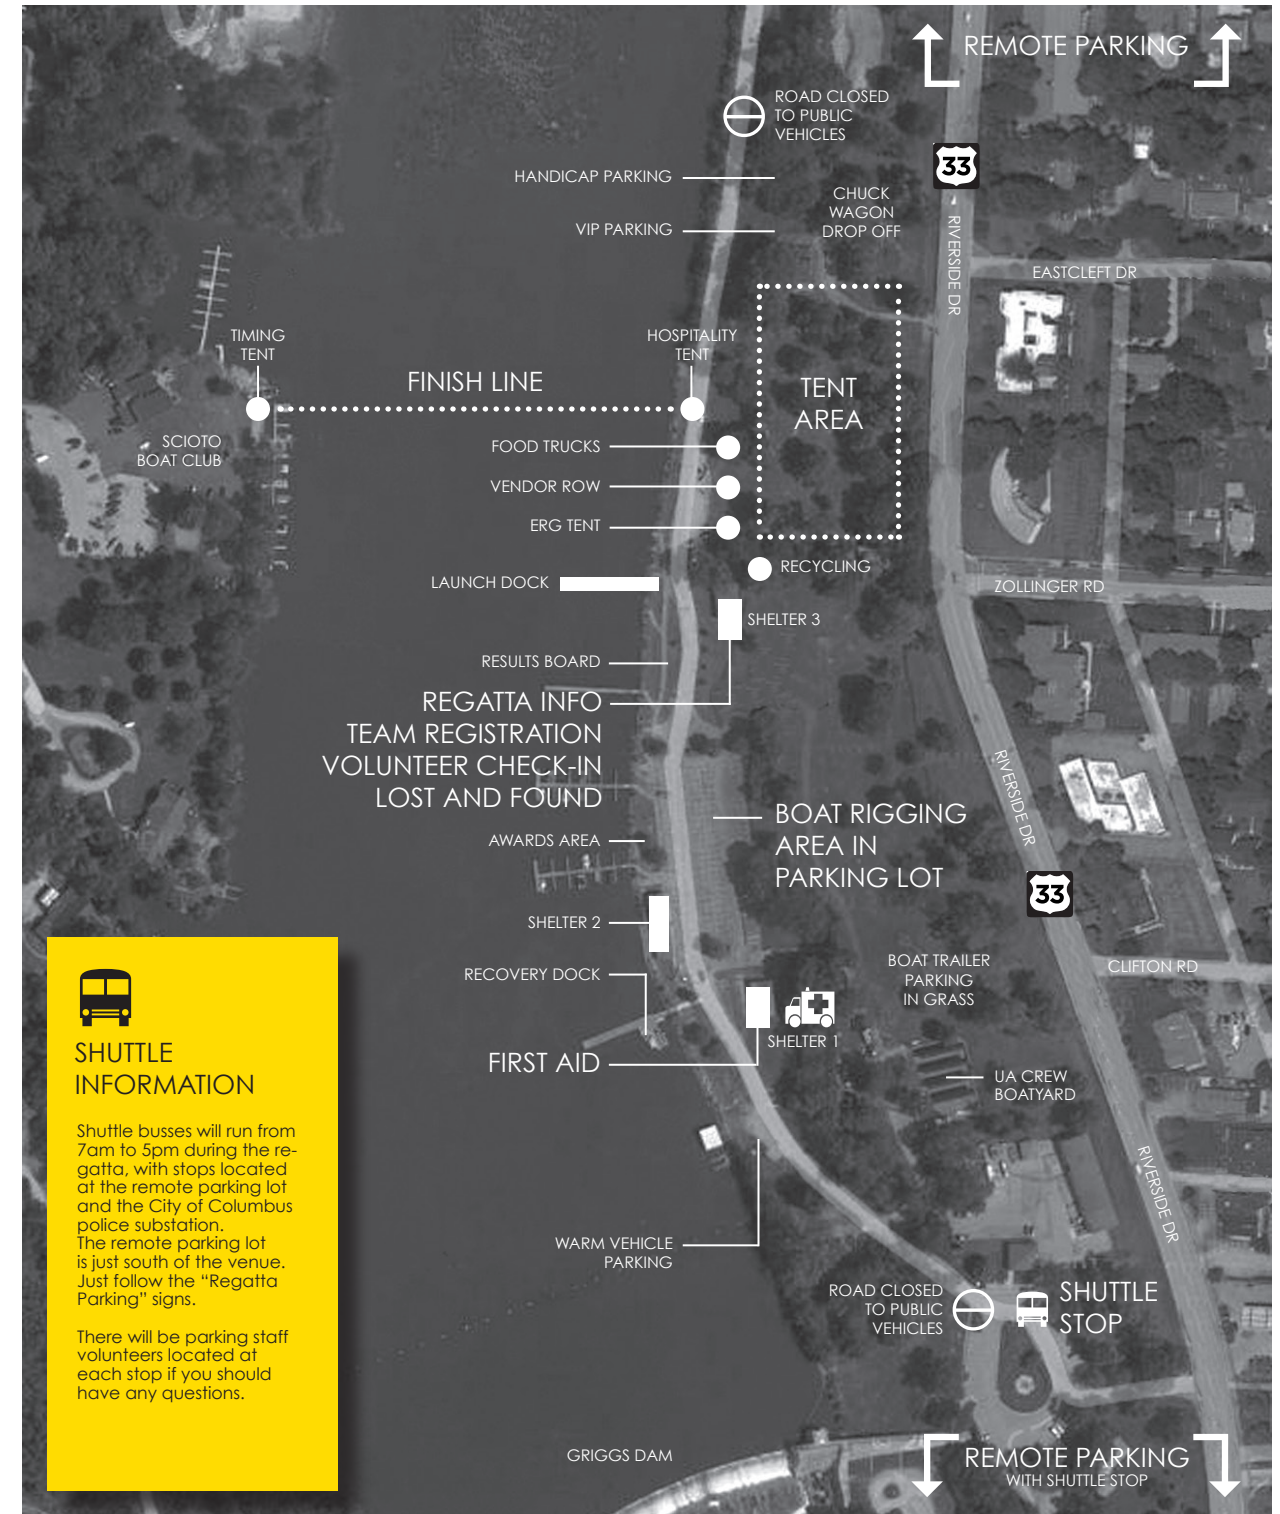 REMOTE PARKING
ROAD CLOSED
TO PUBLIC
VEHICLES
33
HANDICAP PARKING
CHUCK
WAGON
DROP OFF
VIP PARKING
RIVERSIDE DR
EASTCLEFT DR
TIMING
TENT
HOSPITALITY
TENT
FINISH LINE
TENT
AREA
SCIOTO
BOAT CLUB
FOOD TRUCKS
VENDOR ROW
ERG TENT
RECYCLING
LAUNCH DOCK
ZOLLINGER RD
SHELTER 3
RESULTS BOARD
REGATTA INFO
TEAM REGISTRATION
VOLUNTEER CHECK-IN
LOST AND FOUND
RIVERSIDE DR
BOAT RIGGING
AREA IN
PARKING LOT
AWARDS AREA
33
SHELTER 2
BOAT TRAILER
PARKING
IN GRASS
CLIFTON RD
RECOVERY DOCK
SHELTER 1
FIRST AID
UA CREW
BOATYARD
RIVERSIDE DR
WARM VEHICLE
PARKING
ROAD CLOSED
TO PUBLIC
VEHICLES
SHUTTLE
STOP
GRIGGS DAM
REMOTE PARKING
WITH SHUTTLE STOP
SHUTTLE
INFORMATION
Shuttle busses will run from
7am to 5pm during the re-
gatta, with stops located
at the remote parking lot
and the City of Columbus
police substation.
The remote parking lot
is just south of the venue.
Just follow the “Regatta
Parking” signs.
There will be parking staff
volunteers located at
each stop if you should
have any questions.